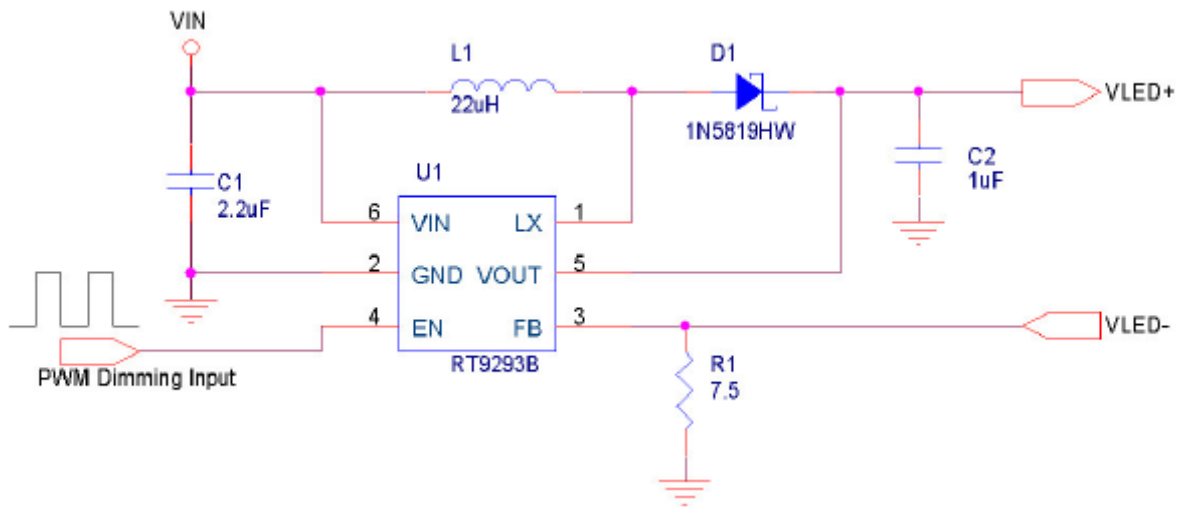 VIN
L1
22uH
D1
1N5819HW
VLED+
C1
2.2uF
C2
1uF
U1
6 VIN LX 1
2 GND VOUT 5
4 EN FB 3
RT9293B
PWM Dimming Input
R1
7.5
VLED-